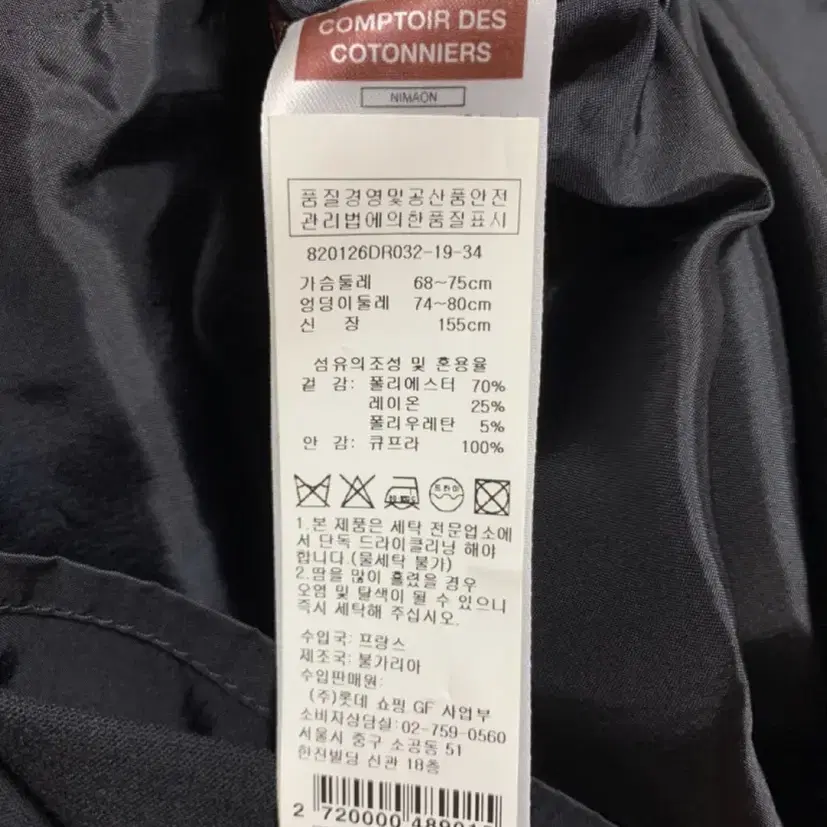 COMPTOIR DES
COTONNIERS
NIMAON
품질경영및공산품안전
관리법에의한품질표시
820126DR032-19-34
가슴둘레 68~75cm
엉덩이둘레 74~80cm
신 장 155cm
섬유의조성 및 혼용율
겉 감: 폴리에스터 70%
레이온 25%
폴리우레탄 5%
안 감: 큐프라 100%
드라이
1.본 제품은 세탁 전문업소에
서 단독 드라이클리닝 해야
합니다.(물세탁 불가)
2.땀을 많이 흘렸을 경우
오염 및 탈색이 될 수 있으니
즉시 세탁해 주십시오.
수입국: 프랑스
제조국: 불가리아
수입판매원:
(주)롯데 쇼핑 GF 사업부
소비자상담실: 02-759-0560
서울시 중구 소공동 51
한진빌딩 신관 18층
2 720000